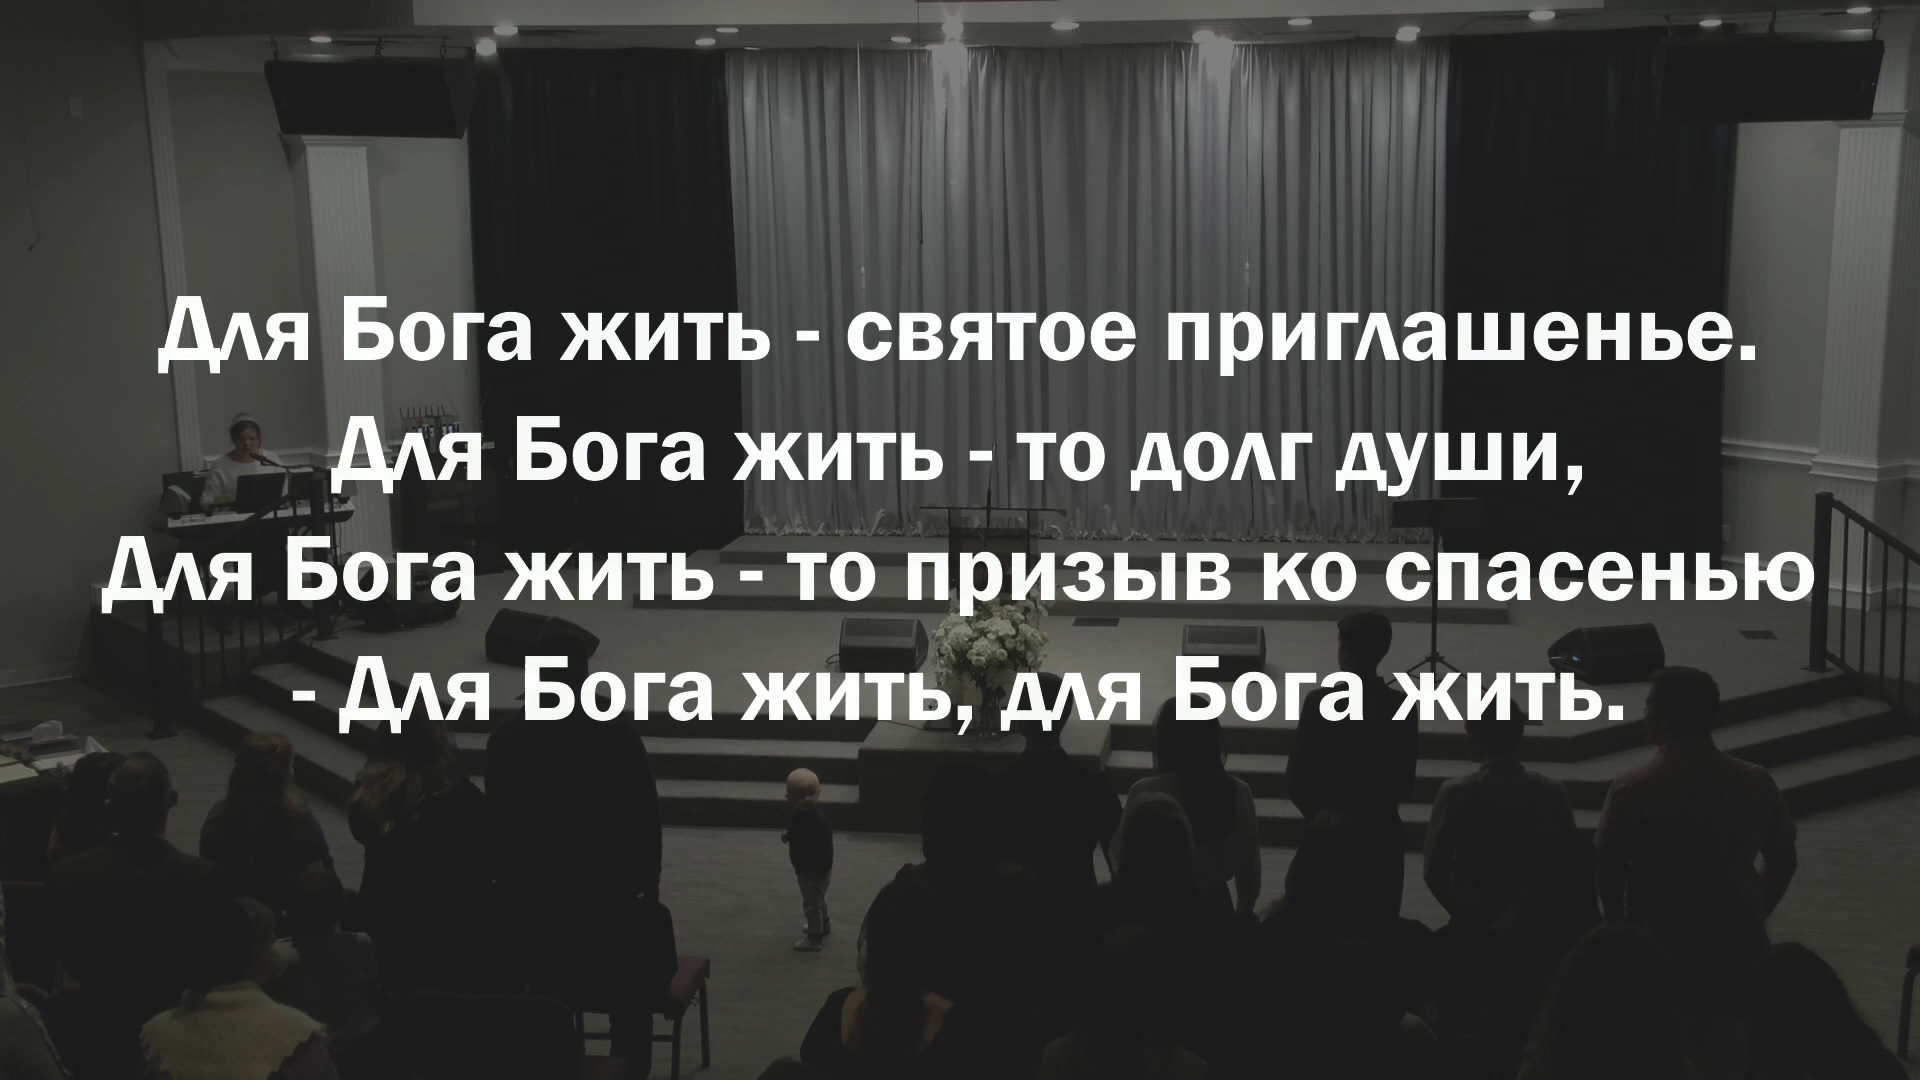 Для Бога жить - святое приглашенье.
Для Бога жить - то долг души,
Для Бога жить - то призыв ко спасенью
- Для Бога жить, для Бога жить.